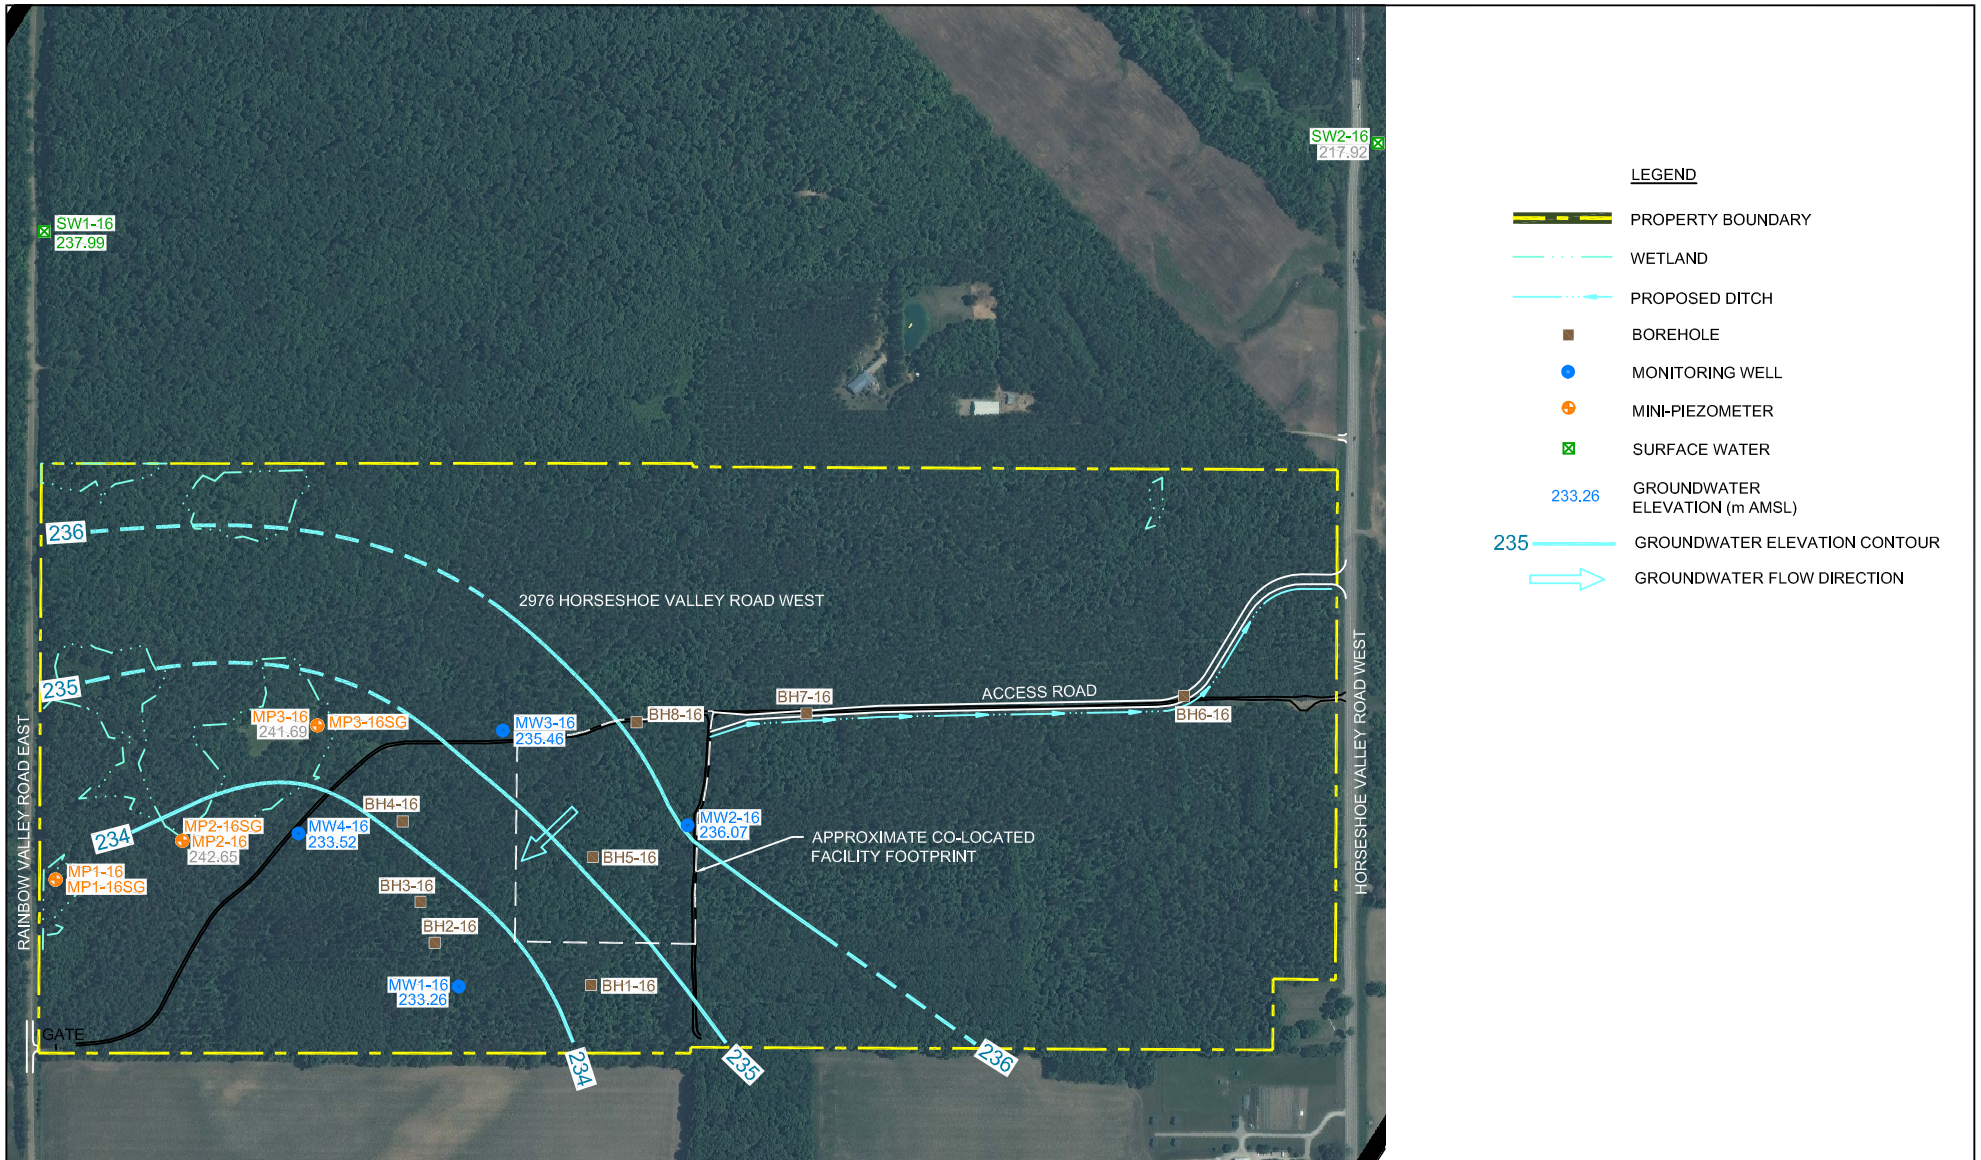 SW1-16
237.99
SW2-16
217.92
236
2976 HORSESHOE VALLEY ROAD WEST
235
ACCESS ROAD
BH7-16
BH6-16
BH8-16
MP3-16
241.69
MP3-16SG
MW3-16
235.46
BH4-16
MW2-16
236.07
MP2-16SG
MP2-16
242.65
MW4-16
233.52
234
APPROXIMATE CO-LOCATED
FACILITY FOOTPRINT
BH5-16
MP1-16
MP1-16SG
BH3-16
BH2-16
MW1-16
233.26
BH1-16
GATE
234
235
236
RAINBOW VALLEY ROAD EAST
HORSESHOE VALLEY ROAD WEST
LEGEND
PROPERTY BOUNDARY
WETLAND
PROPOSED DITCH
BOREHOLE
MONITORING WELL
MINI-PIEZOMETER
SURFACE WATER
233.26
GROUNDWATER
ELEVATION (m AMSL)
235
GROUNDWATER ELEVATION CONTOUR
GROUNDWATER FLOW DIRECTION